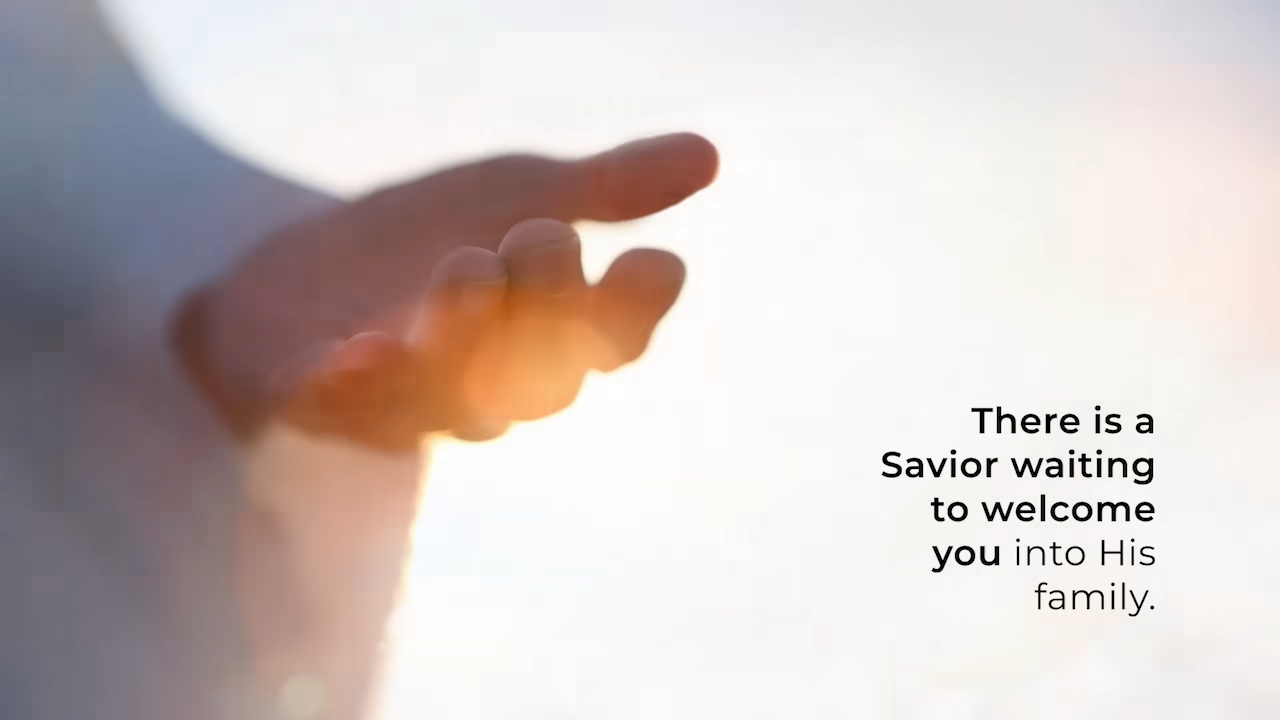 There is a
Savior waiting
to welcome
you into His
family.